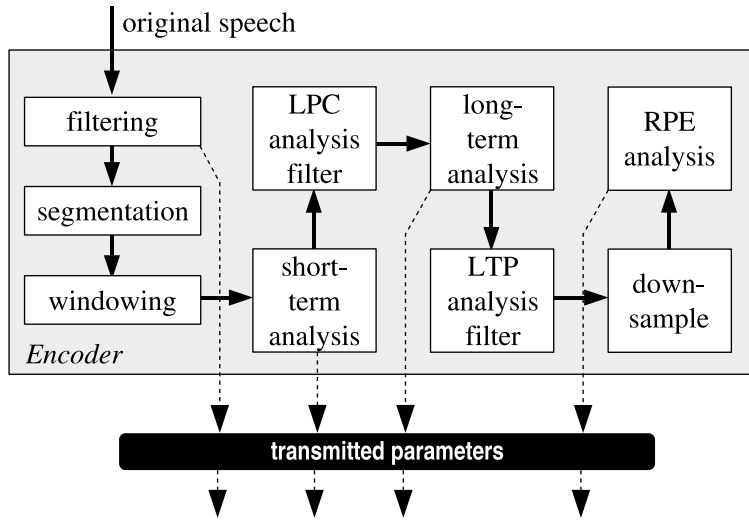 original speech
filtering
segmentation
windowing
short-
term
analysis
LPC
analysis
filter
long-
term
analysis
LTP
analysis
filter
down-
sample
RPE
analysis
Encoder
transmitted parameters